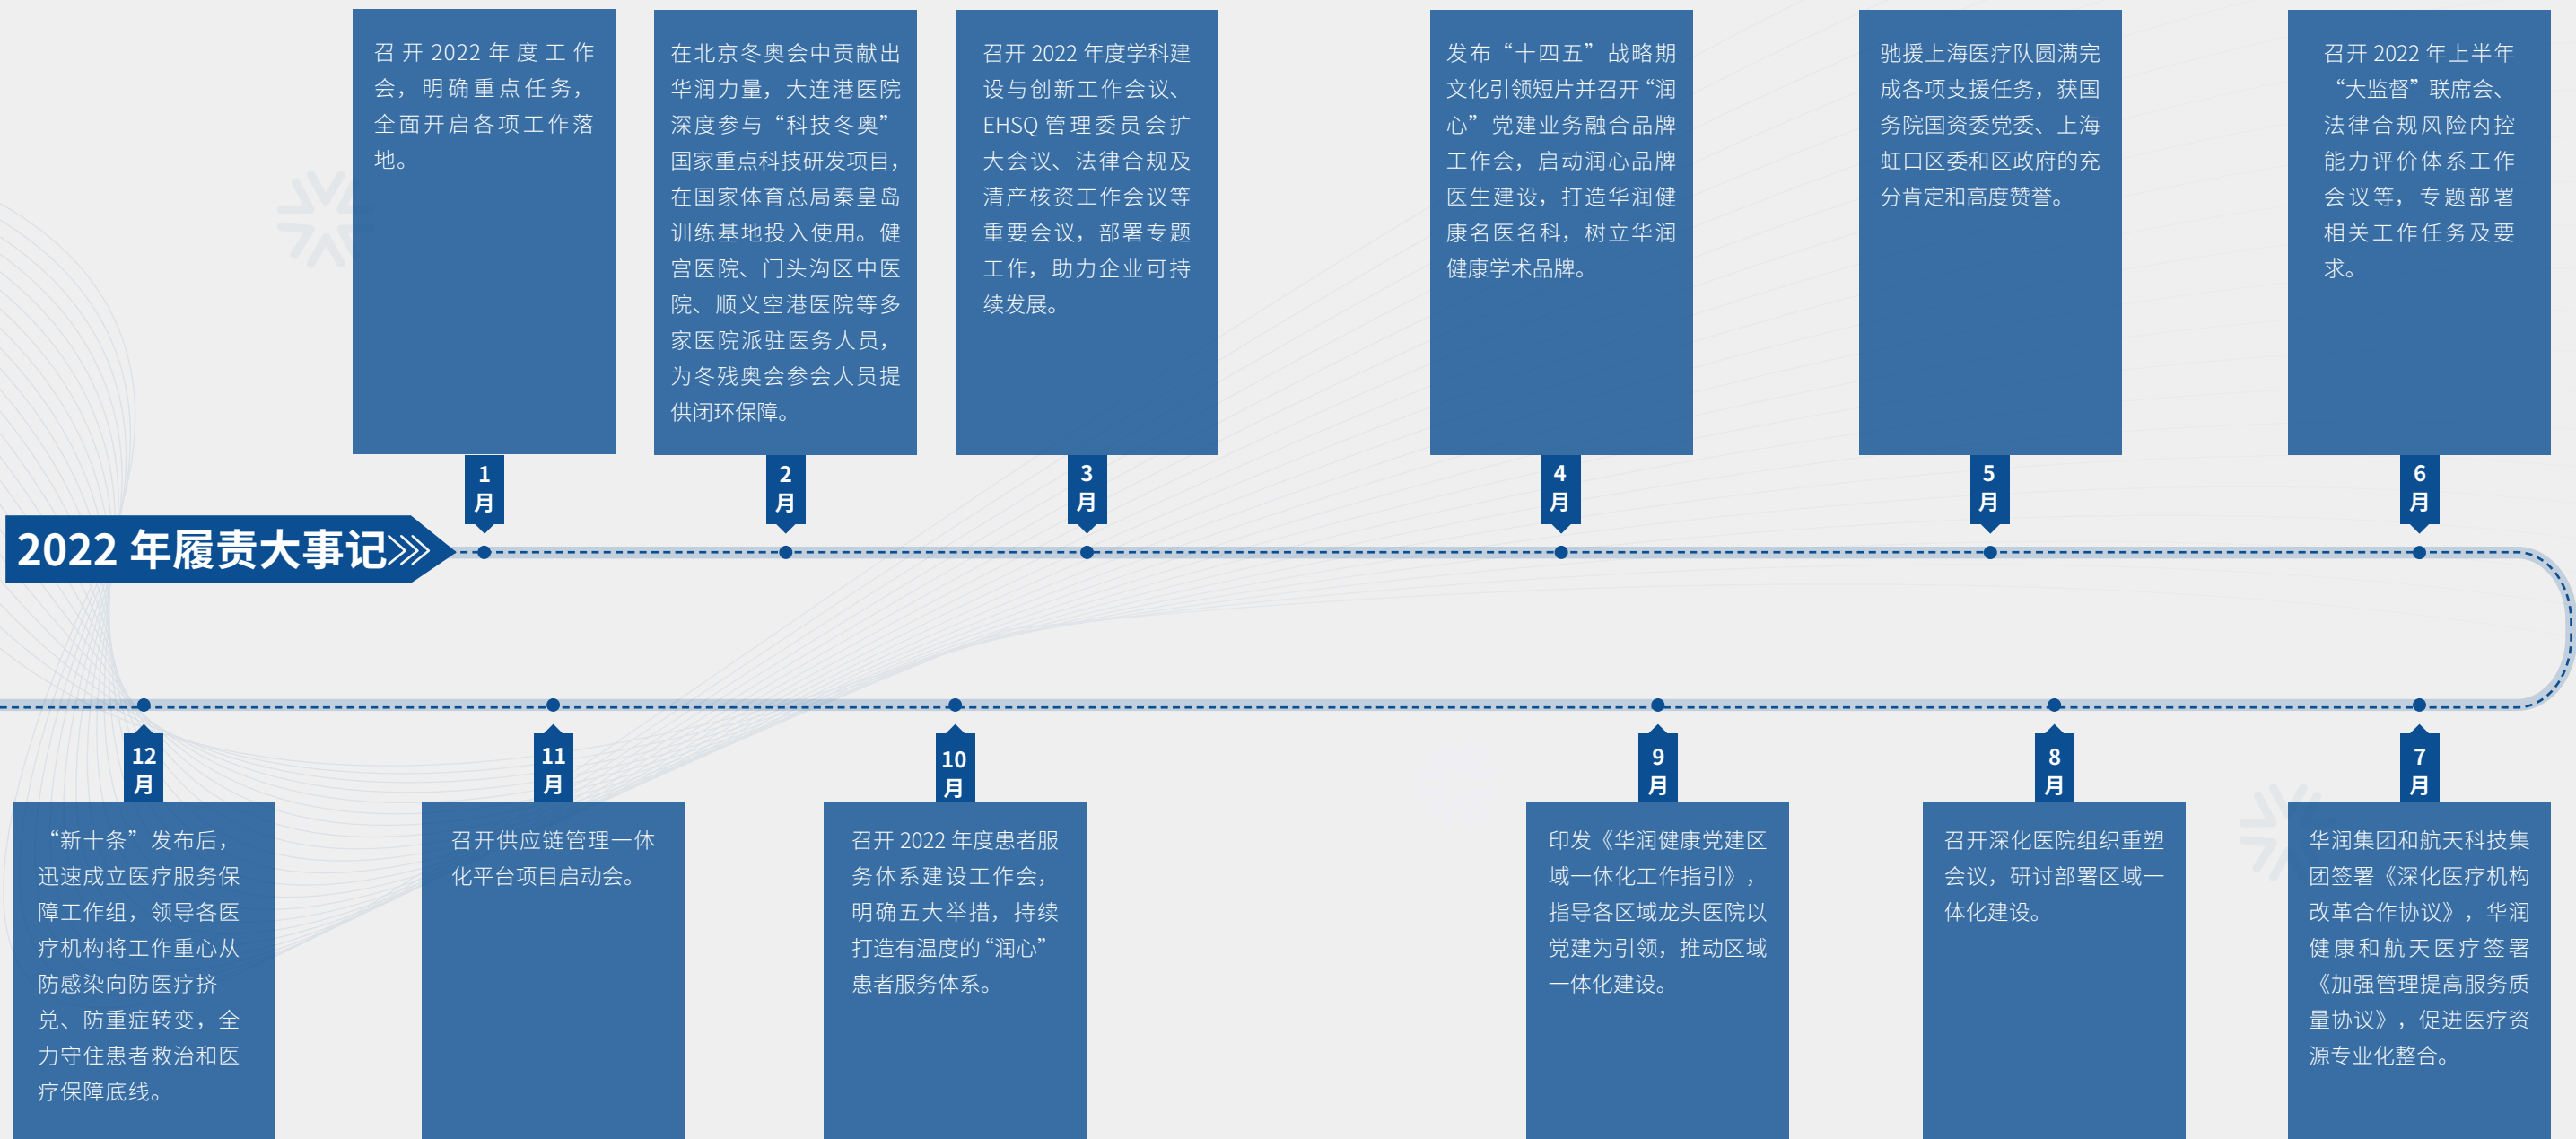 2022 年履责大事记
召开 2022 年度工作
会，明确重点任务，
全面开启各项工作落
地。
1
月
在北京冬奥会中贡献出
华润力量，大连港医院
深度参与“科技冬奥”
国家重点科技研发项目，
在国家体育总局秦皇岛
训练基地投入使用。健
宫医院、门头沟区中医
院、顺义空港医院等多
家医院派驻医务人员，
为冬残奥会参会人员提
供闭环保障。
2
月
召开 2022 年度学科建
设与创新工作会议、
EHSQ 管理委员会扩
大会议、法律合规及
清产核资工作会议等
重要会议，部署专题
工作，助力企业可持
续发展。
3
月
发布“十四五”战略期
文化引领短片并召开“润
心”党建业务融合品牌
工作会，启动润心品牌
医生建设，打造华润健
康名医名科，树立华润
健康学术品牌。
4
月
驰援上海医疗队圆满完
成各项支援任务，获国
务院国资委党委、上海
虹口区委和区政府的充
分肯定和高度赞誉。
5
月
召开 2022 年上半年
“大监督”联席会、
法律合规风险内控
能力评价体系工作
会议等，专题部署
相关工作任务及要
求。
6
月
7
月
华润集团和航天科技集
团签署《深化医疗机构
改革合作协议》，华润
健康和航天医疗签署
《加强管理提高服务质
量协议》，促进医疗资
源专业化整合。
8
月
召开深化医院组织重塑
会议，研讨部署区域一
体化建设。
9
月
印发《华润健康党建区
域一体化工作指引》，
指导各区域龙头医院以
党建为引领，推动区域
一体化建设。
10
月
召开 2022 年度患者服
务体系建设工作会，
明确五大举措，持续
打造有温度的“润心”
患者服务体系。
11
月
召开供应链管理一体
化平台项目启动会。
12
月
“新十条”发布后，
迅速成立医疗服务保
障工作组，领导各医
疗机构将工作重心从
防感染向防医疗挤
兑、防重症转变，全
力守住患者救治和医
疗保障底线。